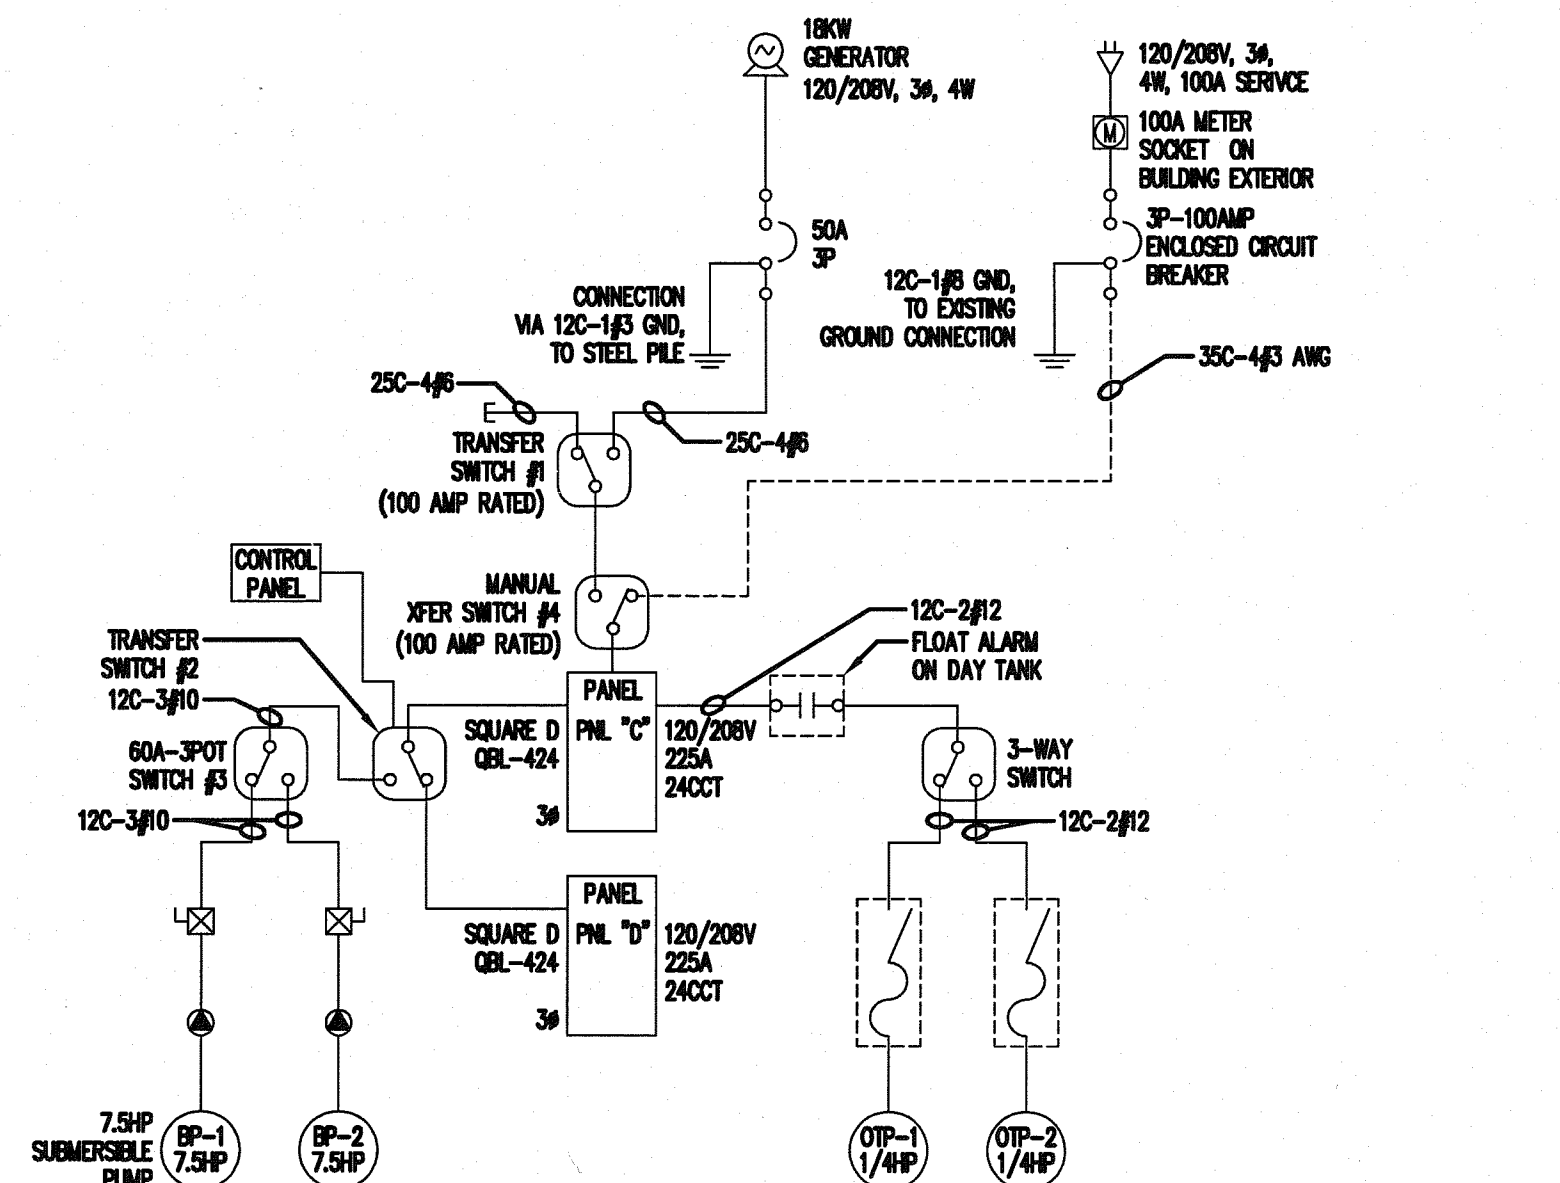 18KW
GENERATOR
120/208V, 3ø, 4W
120/208V, 3ø,
4W, 100A SERIVCE
M
100A METER
SOCKET ON
BUILDING EXTERIOR
50A
3P
3P-100AMP
ENCLOSED CIRCUIT
BREAKER
CONNECTION
VIA 12C-1#3 GND,
TO STEEL PILE
12C-1#8 GND,
TO EXISTING
GROUND CONNECTION
35C-4#3 AWG
25C-4#6
25C-4#6
TRANSFER
SWITCH #1
(100 AMP RATED)
CONTROL
PANEL
MANUAL
XFER SWITCH #4
(100 AMP RATED)
12C-2#12
FLOAT ALARM
ON DAY TANK
TRANSFER
SWITCH #2
12C-3#10
60A-3POT
SWITCH #3
12C-3#10
PANEL
PNL "C"
SQUARE D
QBL-424
3ø
120/208V
225A
24CCT
3-WAY
SWITCH
12C-2#12
PANEL
PNL "D"
SQUARE D
QBL-424
3ø
120/208V
225A
24CCT
7.5HP
SUBMERSIBLE
PUMP
BP-1
7.5HP
BP-2
7.5HP
OTP-1
1/4HP
OTP-2
1/4HP